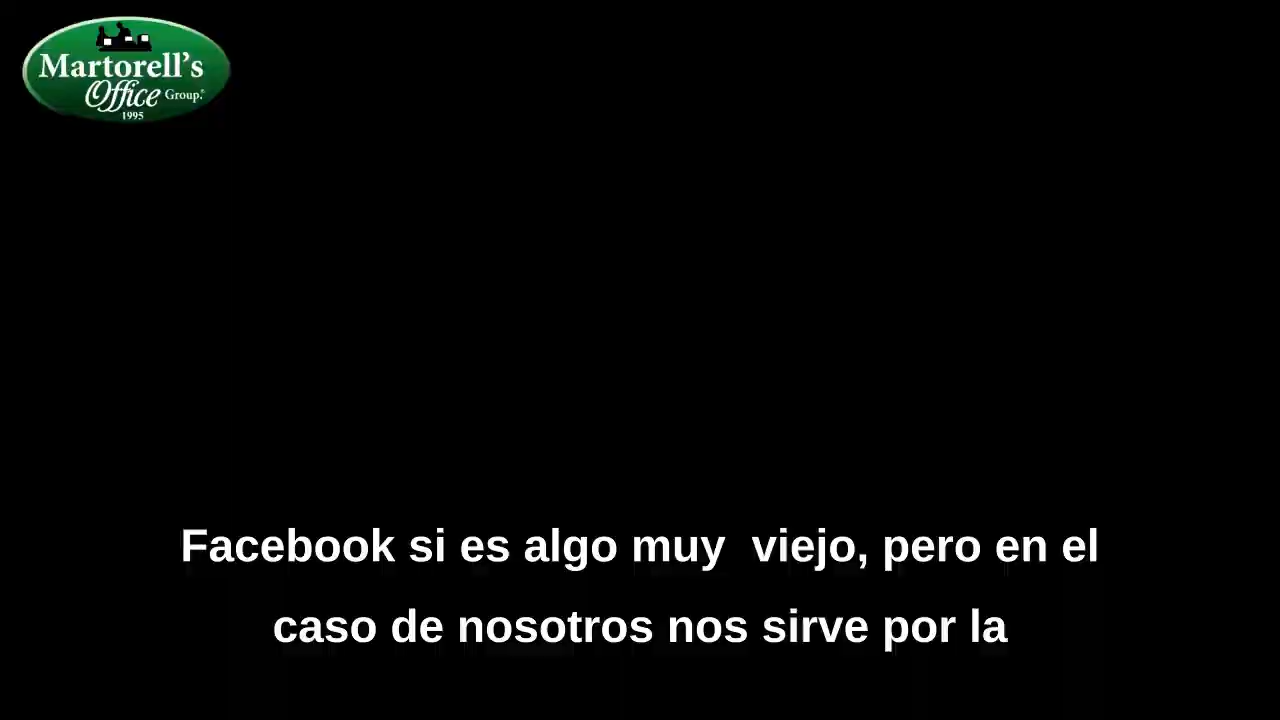 Martorell's
Office Group.®
1995
Facebook si es algo muy  viejo, pero en el
caso de nosotros nos sirve por la